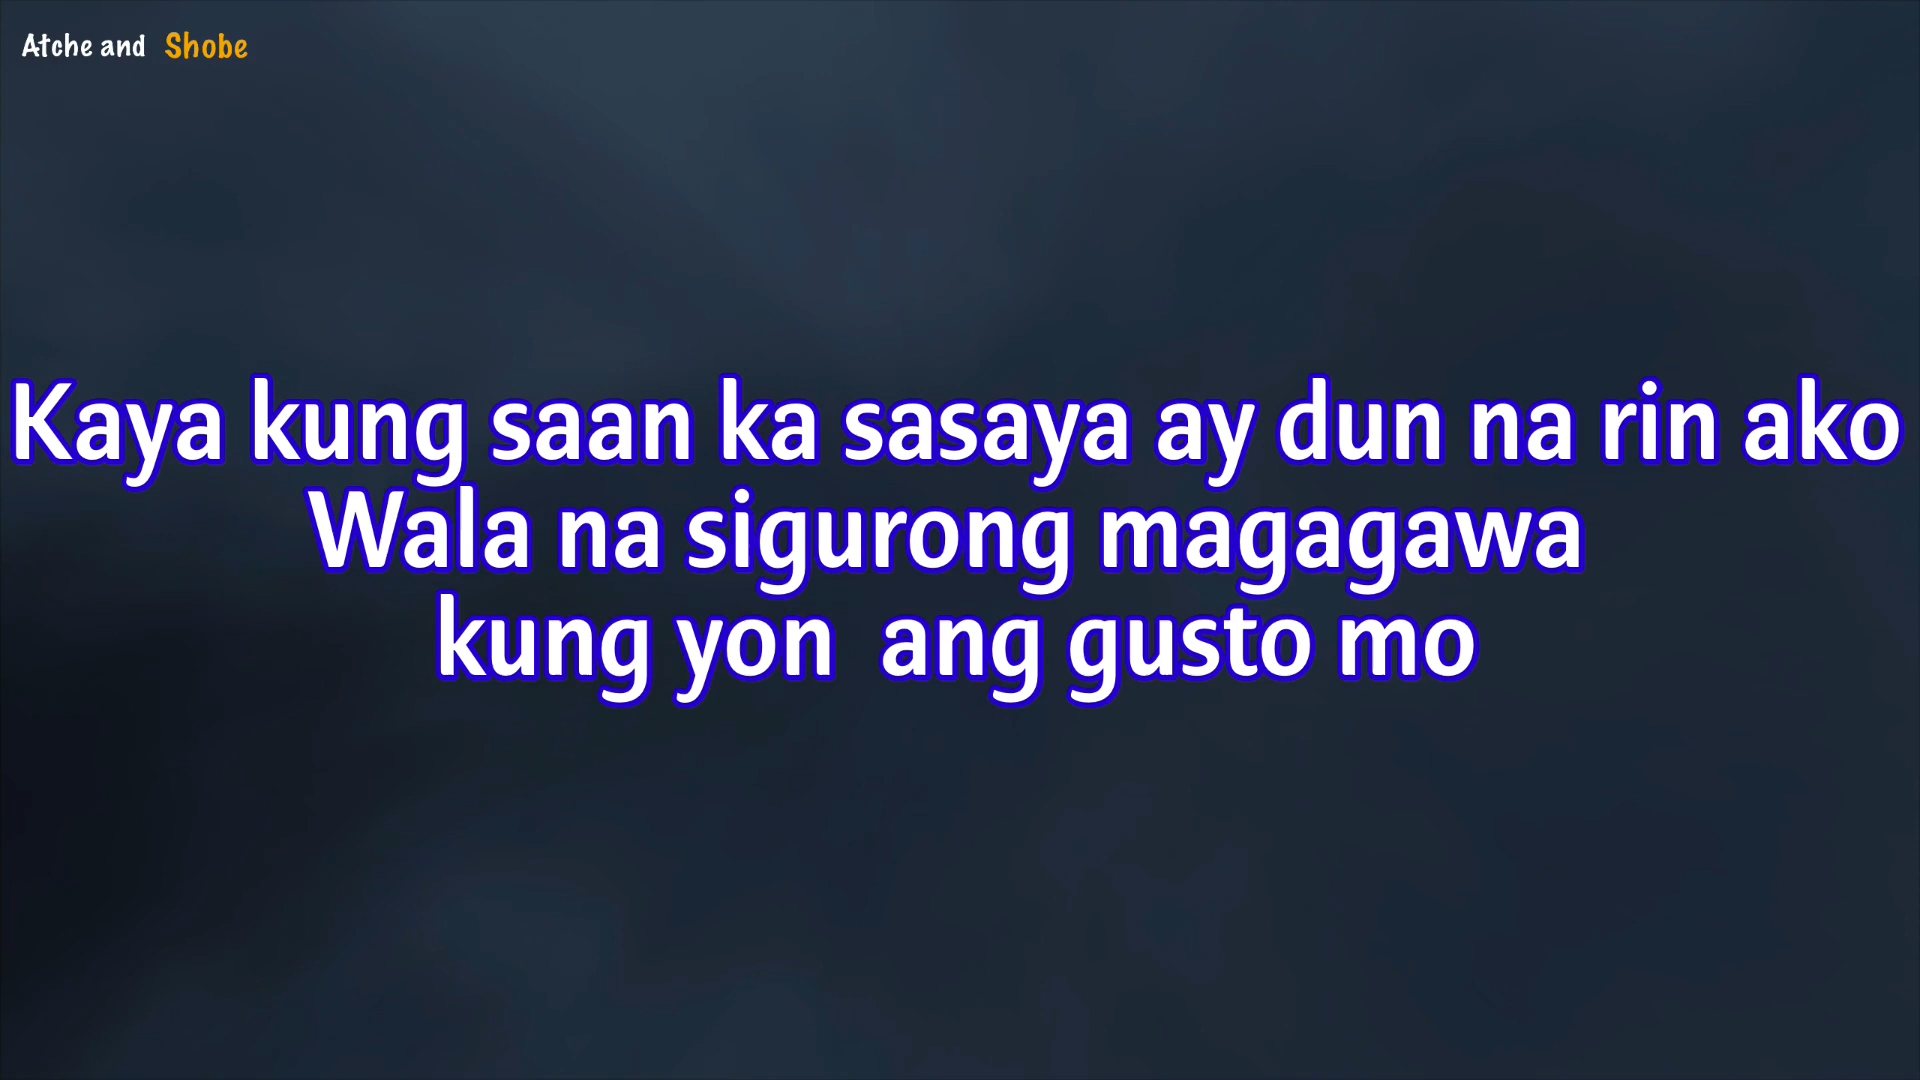 Atche and Shobe
Kaya kung saan ka sasaya ay dun na rin ako
Wala na sigurong magagawa
kung yon ang gusto mo